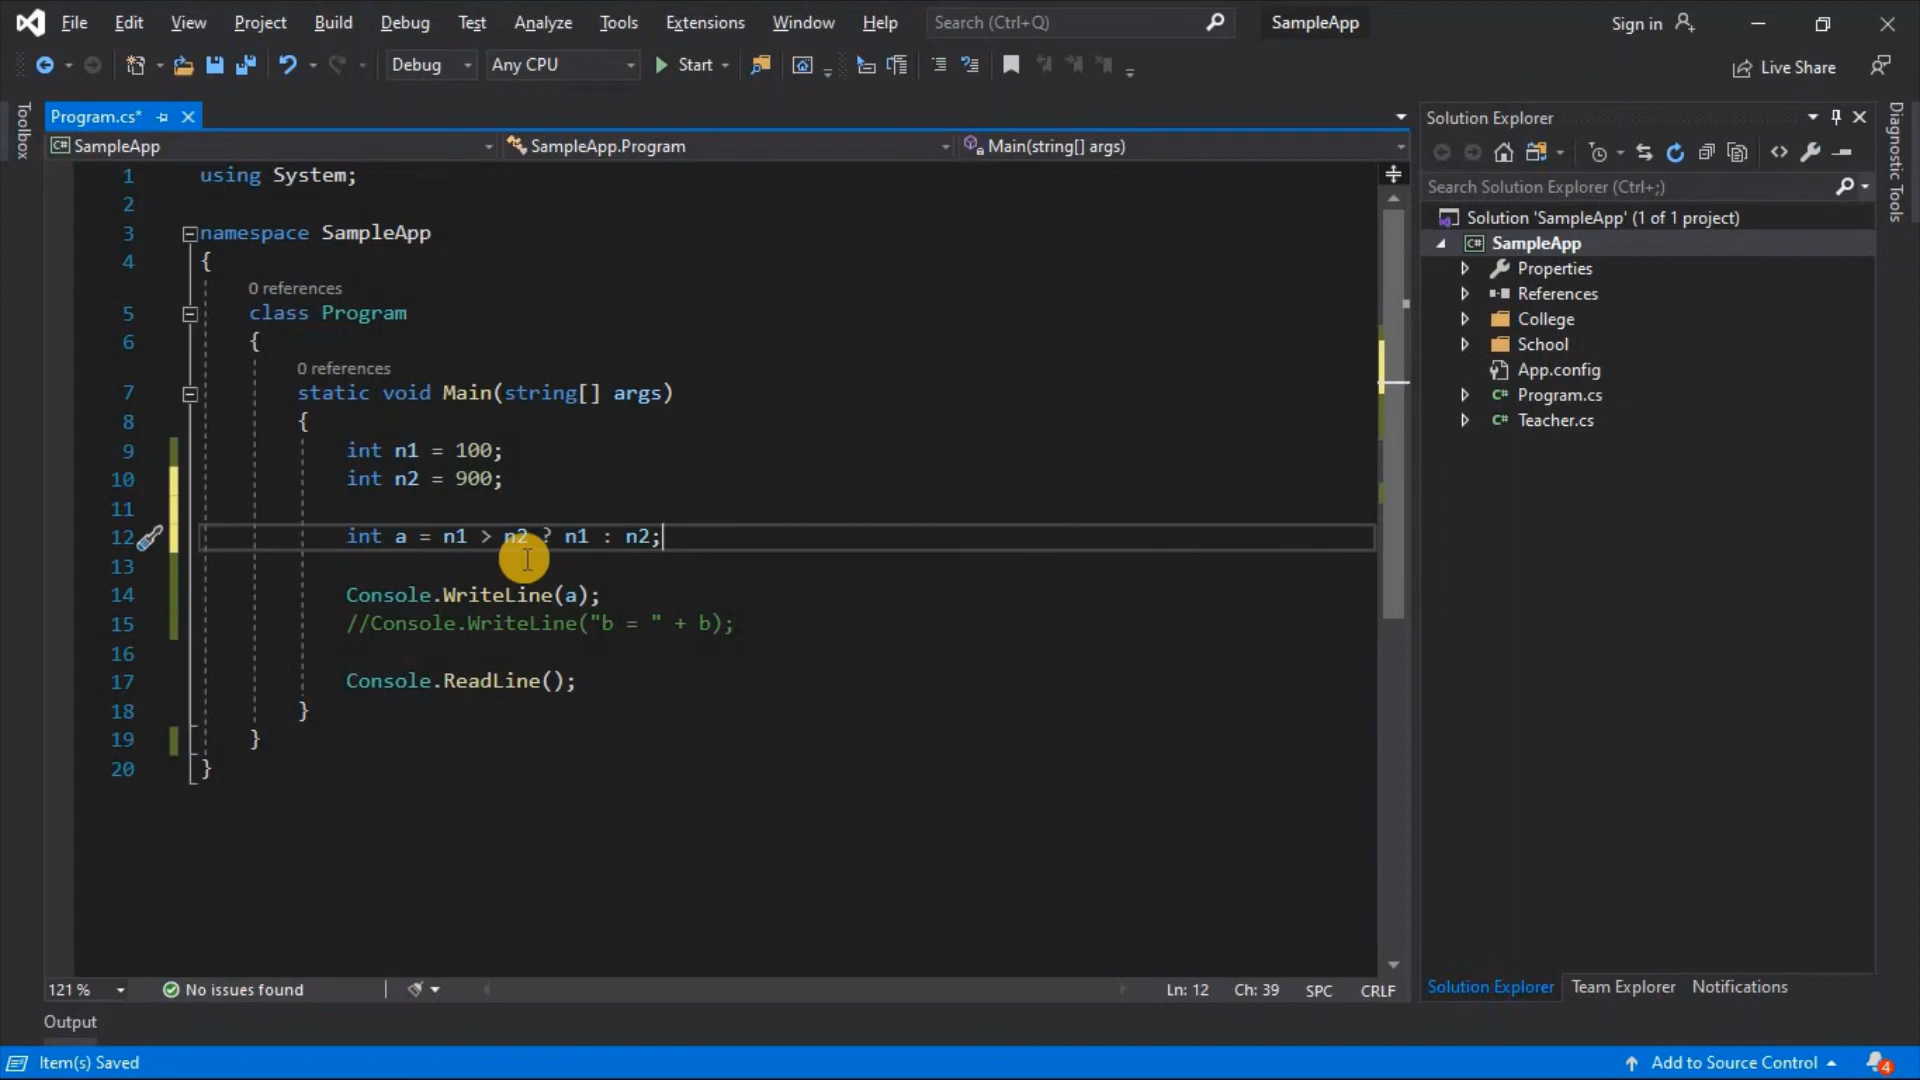 File Edit View Project Build Debug Test Analyze Tools Extensions Window Help Search (Ctrl+Q) SampleApp Sign in
Debug Any CPU Start Live Share
Toolbox
Program.cs*
SampleApp SampleApp.Program Main(string[] args)
1 using System;
2
3 namespace SampleApp
4 {
0 references
5 class Program
6 {
0 references
7 static void Main(string[] args)
8 {
9 int n1 = 100;
10 int n2 = 900;
11
12 int a = n1 > n2 ? n1 : n2;
13
14 Console.WriteLine(a);
15 //Console.WriteLine("b = " + b);
16
17 Console.ReadLine();
18 }
19 }
20 }
121 % No issues found Ln: 12 Ch: 39 SPC CRLF
Output
Solution Explorer
Search Solution Explorer (Ctrl+;)
Solution 'SampleApp' (1 of 1 project)
C# SampleApp
Properties
References
College
School
App.config
C# Program.cs
C# Teacher.cs
Solution Explorer Team Explorer Notifications
Diagnostic Tools
Item(s) Saved Add to Source Control 4